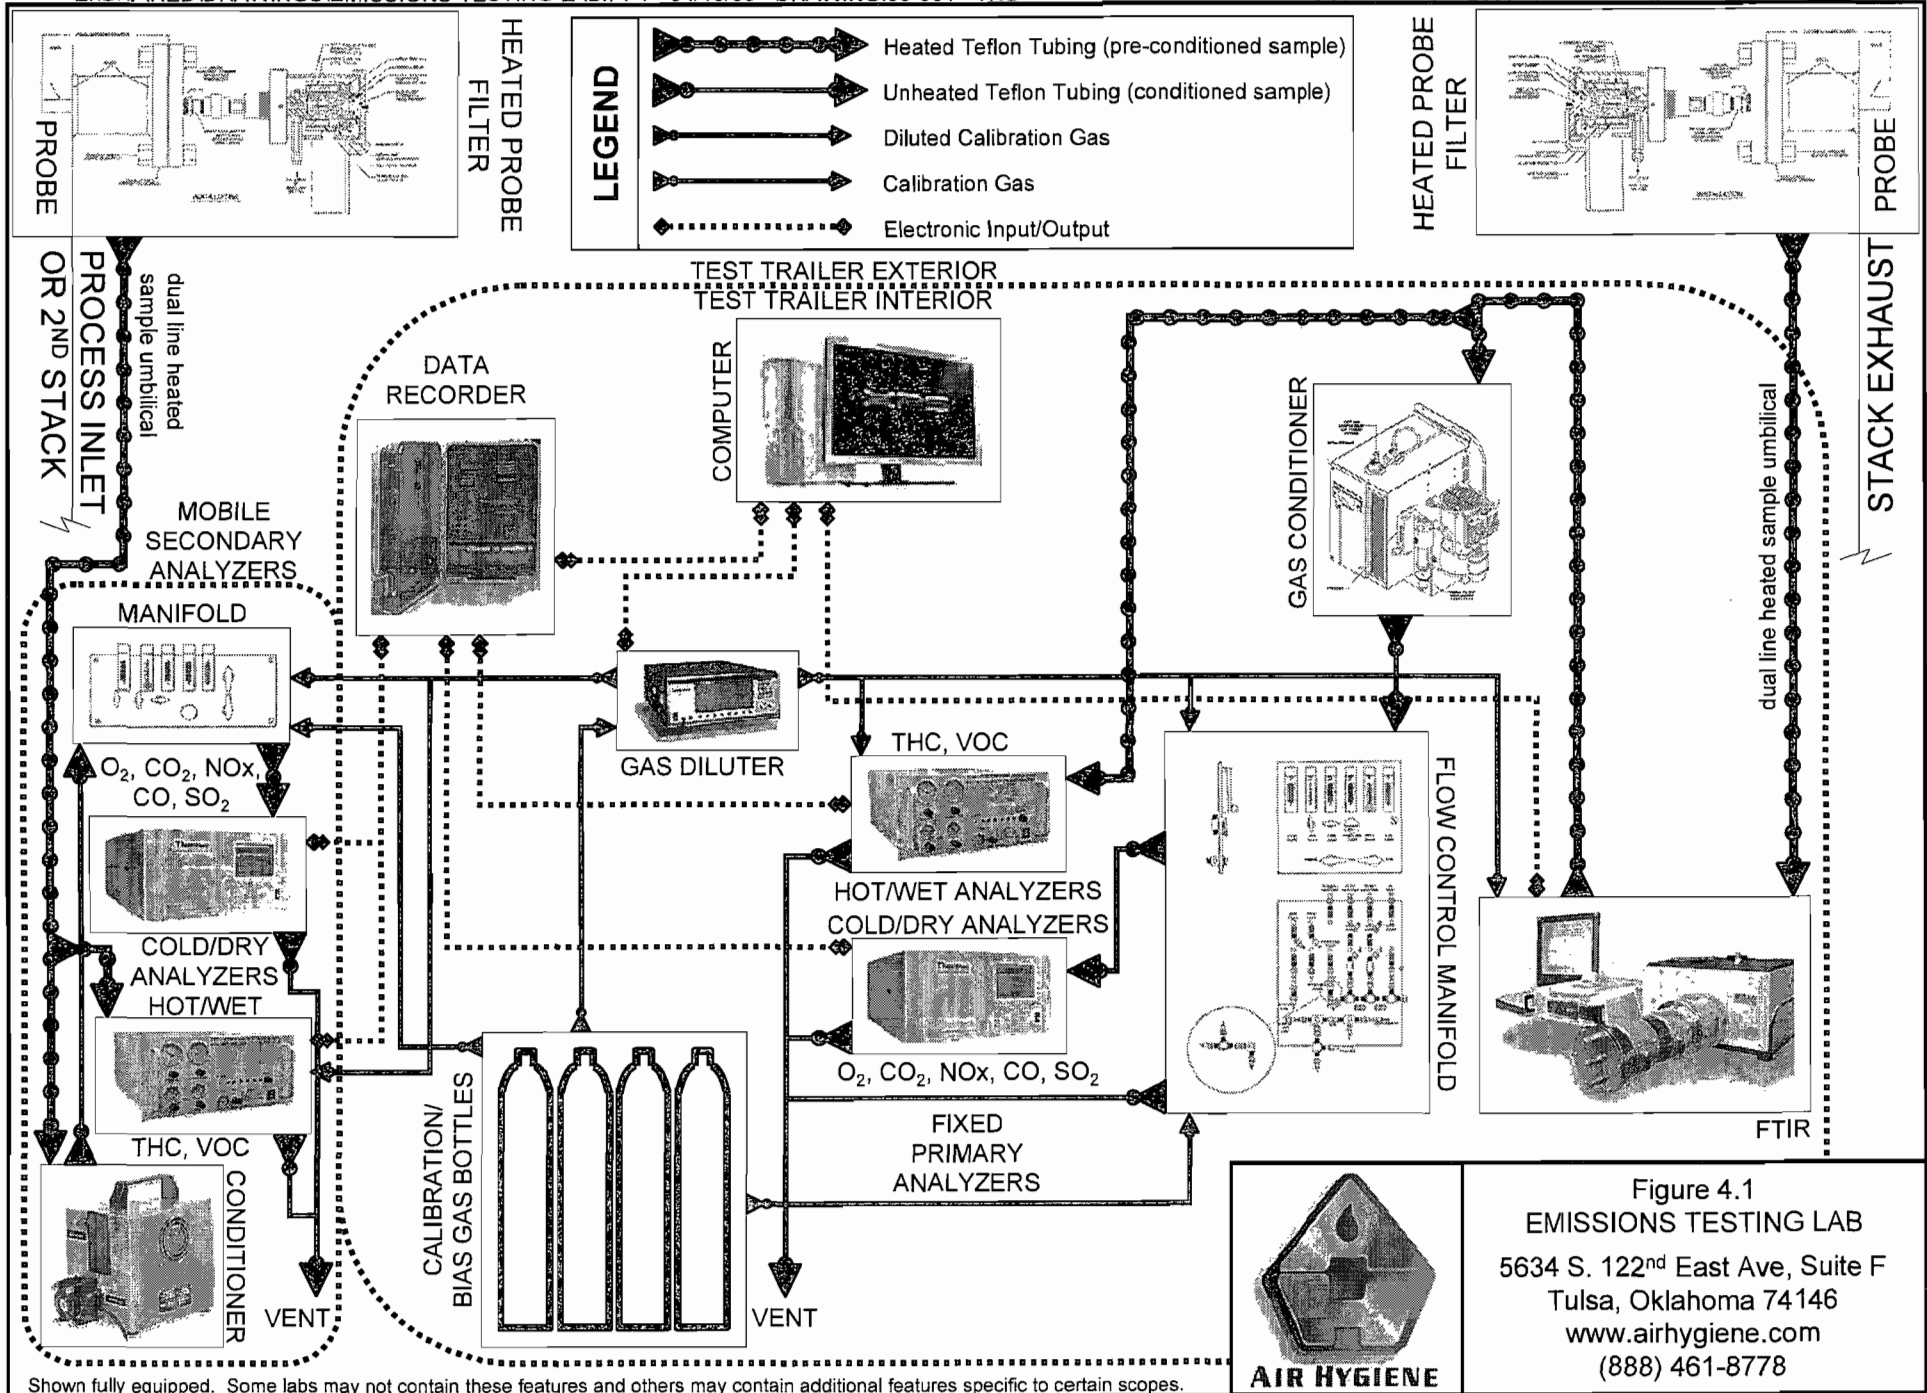 HEATED PROBE
FILTER
PROBE
LEGEND
Heated Teflon Tubing (pre-conditioned sample)
Unheated Teflon Tubing (conditioned sample)
Diluted Calibration Gas
Calibration Gas
Electronic Input/Output
HEATED PROBE
FILTER
PROBE
PROCESS INLET
OR 2ND STACK
dual line heated
sample umbilical
TEST TRAILER EXTERIOR
TEST TRAILER INTERIOR
STACK EXHAUST
dual line heated sample umbilical
DATA
RECORDER
COMPUTER
GAS CONDITIONER
MOBILE
SECONDARY
ANALYZERS
MANIFOLD
O2, CO2, NOx,
CO, SO2
GAS DILUTER
THC, VOC
HOT/WET ANALYZERS
COLD/DRY ANALYZERS
O2, CO2, NOx, CO, SO2
FLOW CONTROL MANIFOLD
COLD/DRY
ANALYZERS
HOT/WET
THC, VOC
CONDITIONER
VENT
CALIBRATION/
BIAS GAS BOTTLES
FIXED
PRIMARY
ANALYZERS
VENT
FTIR
AIR HYGIENE
Figure 4.1
EMISSIONS TESTING LAB
5634 S. 122nd East Ave, Suite F
Tulsa, Oklahoma 74146
www.airhygiene.com
(888) 461-8778
Shown fully equipped. Some labs may not contain these features and others may contain additional features specific to certain scopes.